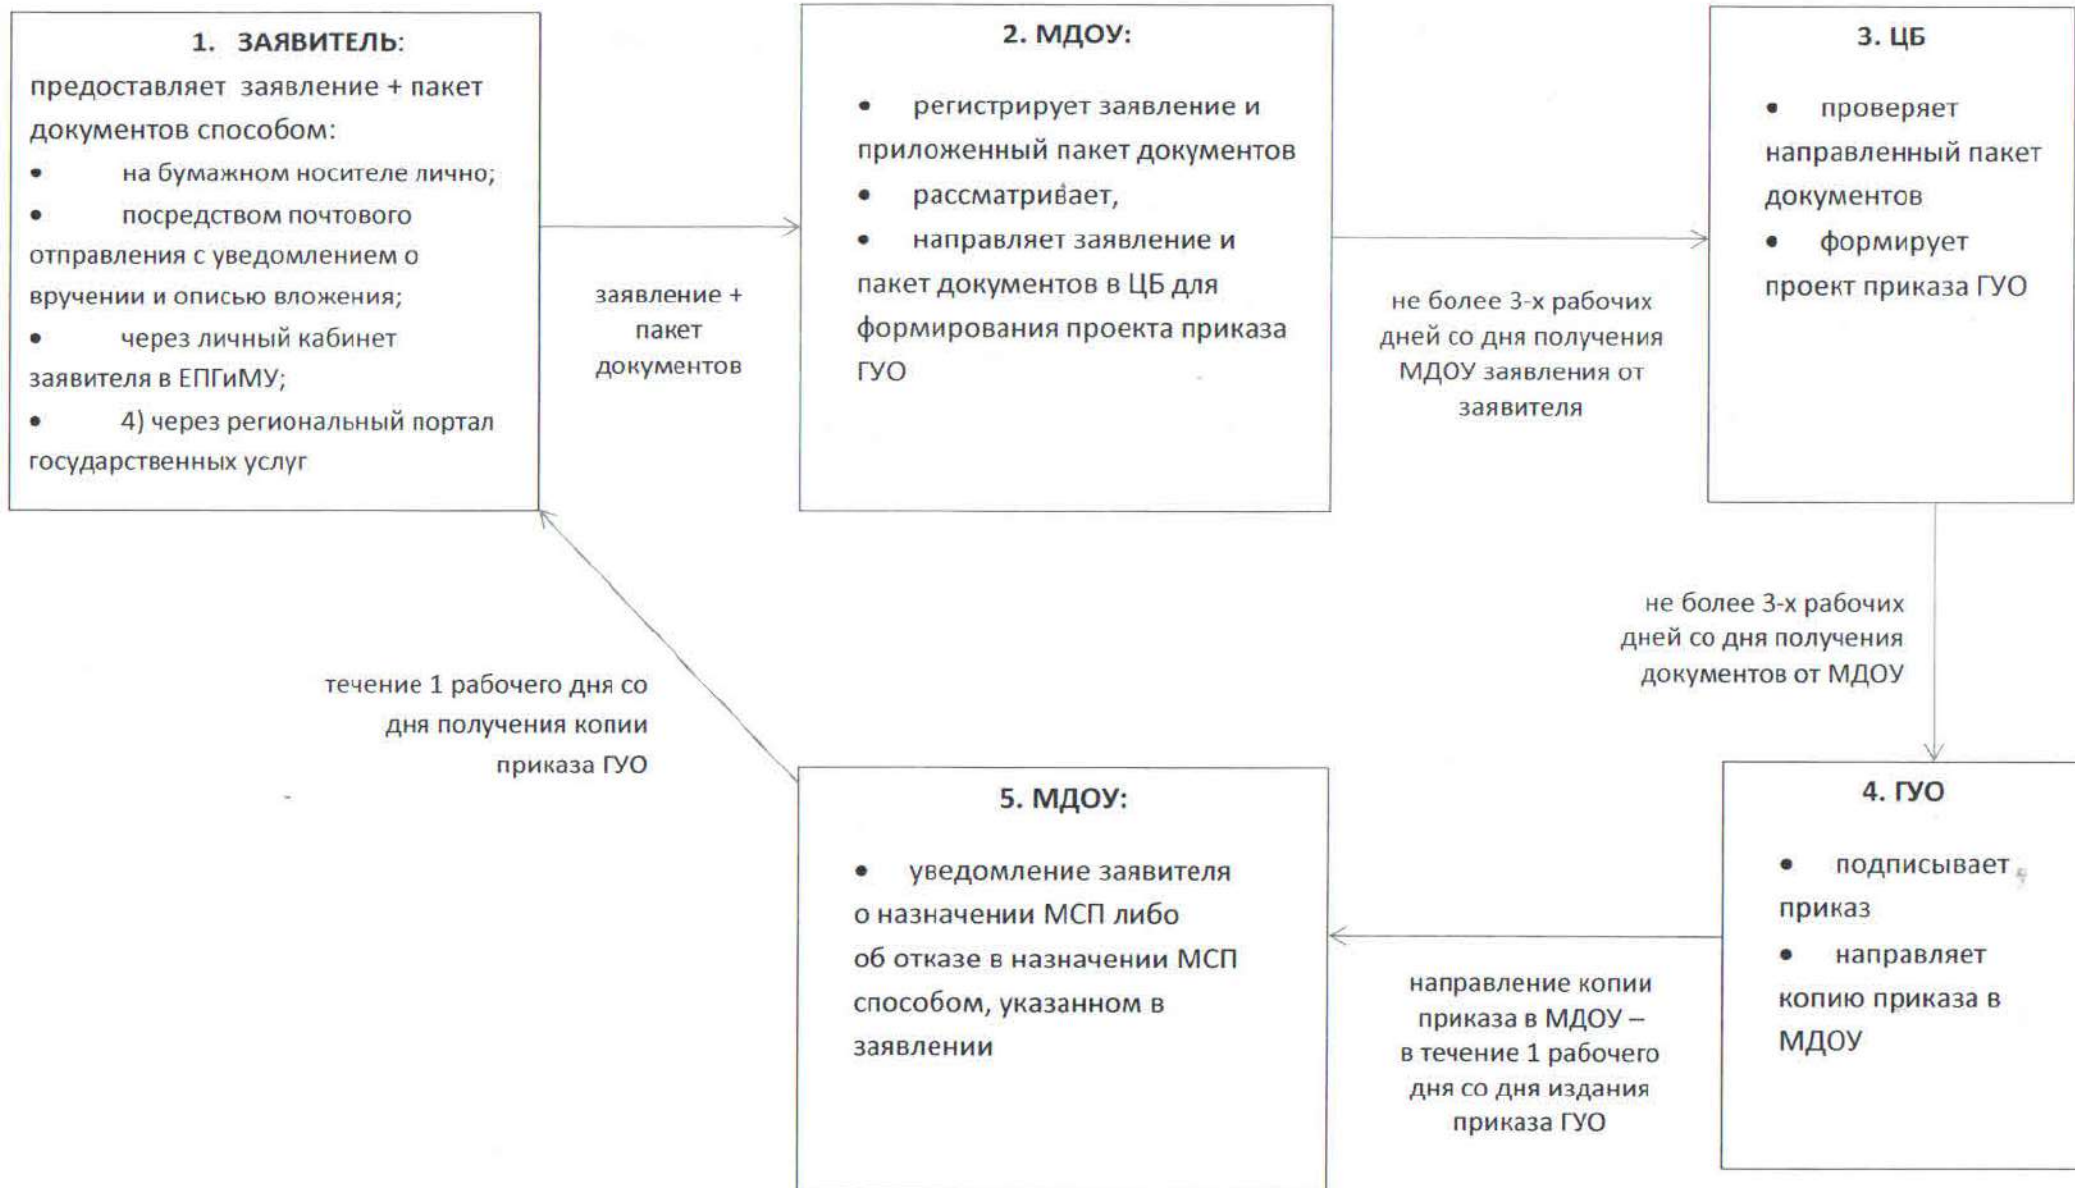 1. ЗАЯВИТЕЛЬ:
предоставляет заявление + пакет
документов способом:
• на бумажном носителе лично;
• посредством почтового
отправления с уведомлением о
вручении и описью вложения;
• через личный кабинет
заявителя в ЕПГиМУ;
• 4) через региональный портал
государственных услуг
заявление +
пакет
документов
2. МДОУ:
• регистрирует заявление и
приложенный пакет документов
• рассматривает,
• направляет заявление и
пакет документов в ЦБ для
формирования проекта приказа
ГУО
не более 3-х рабочих
дней со дня получения
МДОУ заявления от
заявителя
3. ЦБ
• проверяет
направленный пакет
документов
• формирует
проект приказа ГУО
не более 3-х рабочих
дней со дня получения
документов от МДОУ
4. ГУО
• подписывает
приказ
• направляет
копию приказа в
МДОУ
направление копии
приказа в МДОУ –
в течение 1 рабочего
дня со дня издания
приказа ГУО
5. МДОУ:
• уведомление заявителя
о назначении МСП либо
об отказе в назначении МСП
способом, указанном в
заявлении
течение 1 рабочего дня со
дня получения копии
приказа ГУО